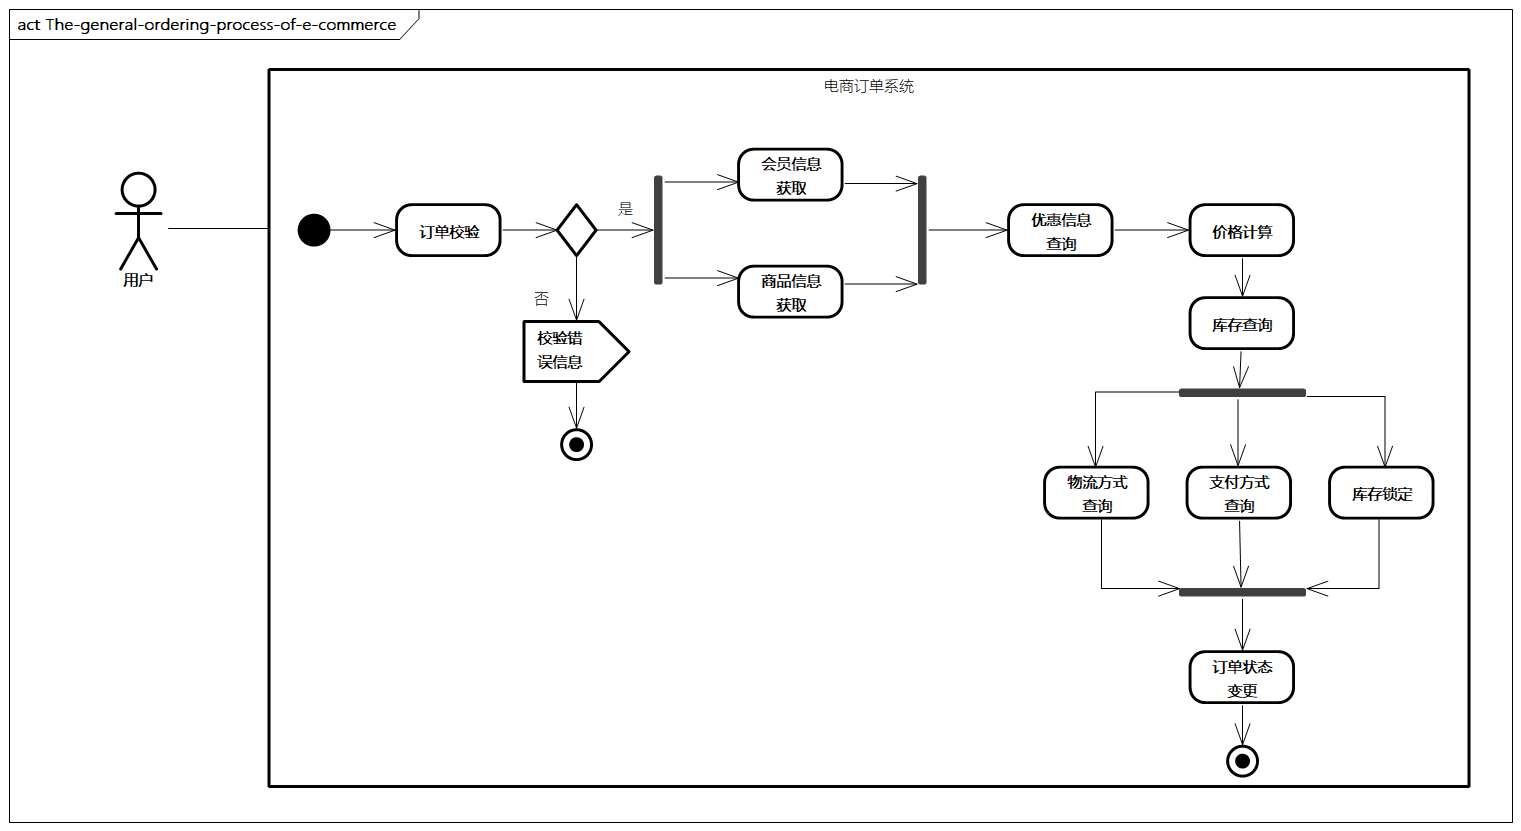 act The-general-ordering-process-of-e-commerce
电商订单系统
用户
订单校验
是
否
校验错
误信息
会员信息
获取
商品信息
获取
优惠信息
查询
价格计算
库存查询
物流方式
查询
支付方式
查询
库存锁定
订单状态
变更